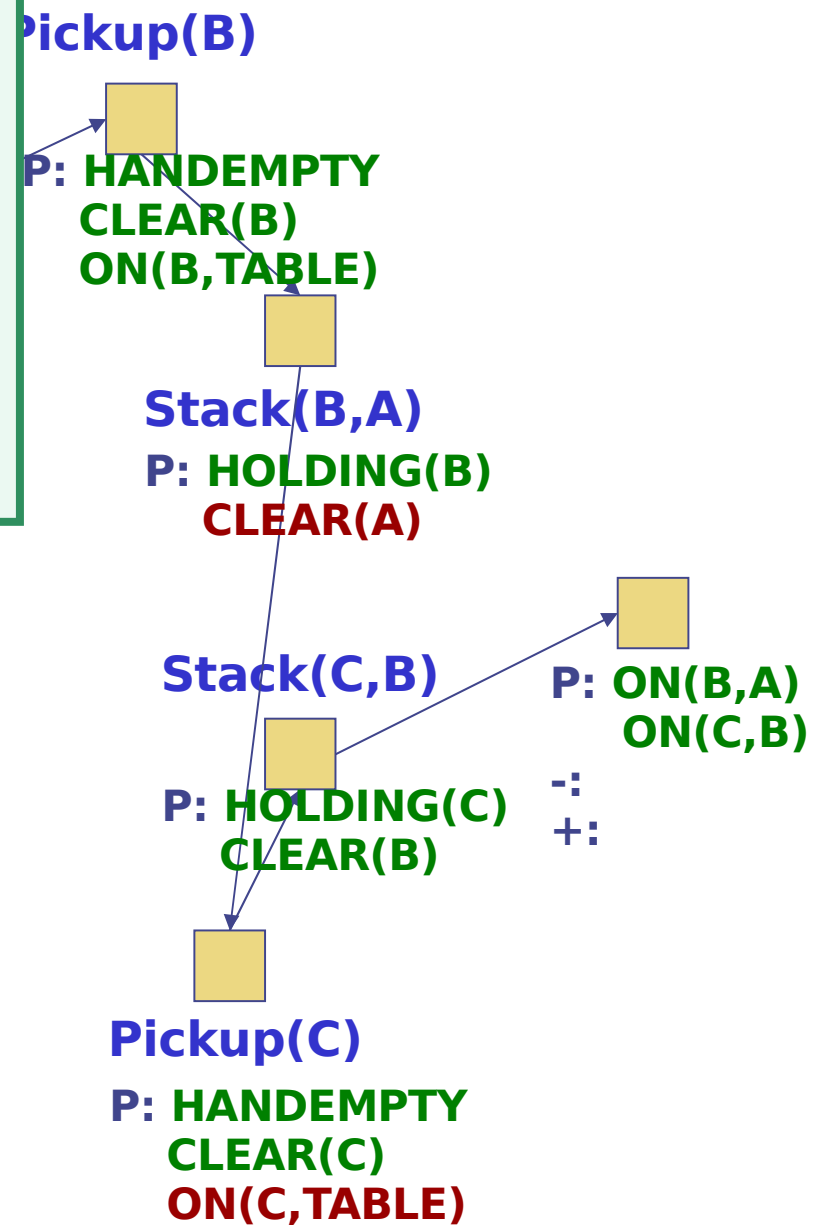 Pickup(B)
P: HANDEMPTY
CLEAR(B)
ON(B,TABLE)
Stack(B,A)
P: HOLDING(B)
CLEAR(A)
Stack(C,B)
P: HOLDING(C)
CLEAR(B)
P: ON(B,A)
ON(C,B)
-:
+:
Pickup(C)
P: HANDEMPTY
CLEAR(C)
ON(C,TABLE)